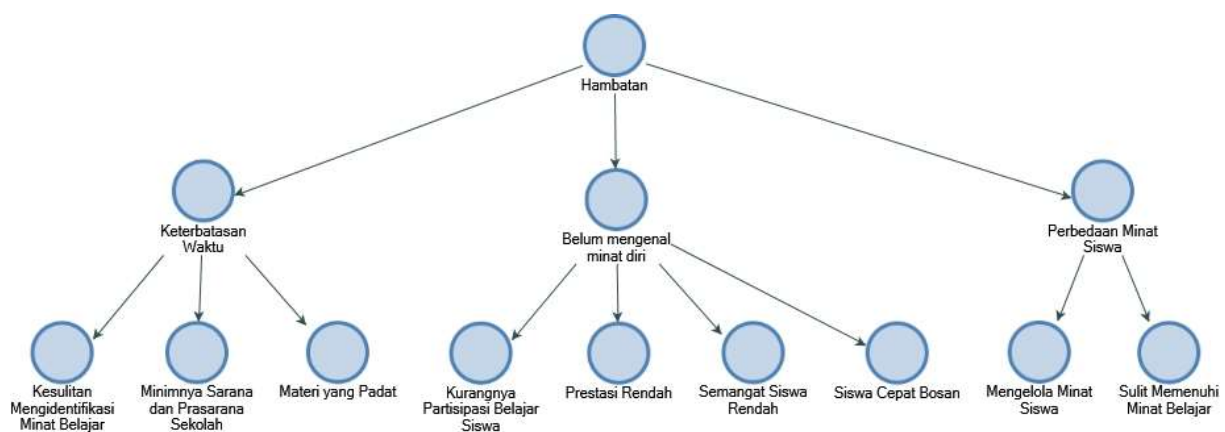 Hambatan
Keterbatasan
Waktu
Belum mengenal
minat diri
Perbedaan Minat
Siswa
Kesulitan
Mengidentifikasi
Minat Belajar
Minimnya Sarana
dan Prasarana
Sekolah
Materi yang Padat
Kurangnya
Partisipasi Belajar
Siswa
Prestasi Rendah
Semangat Siswa
Rendah
Siswa Cepat Bosan
Mengelola Minat
Siswa
Sulit Memenuhi
Minat Belajar